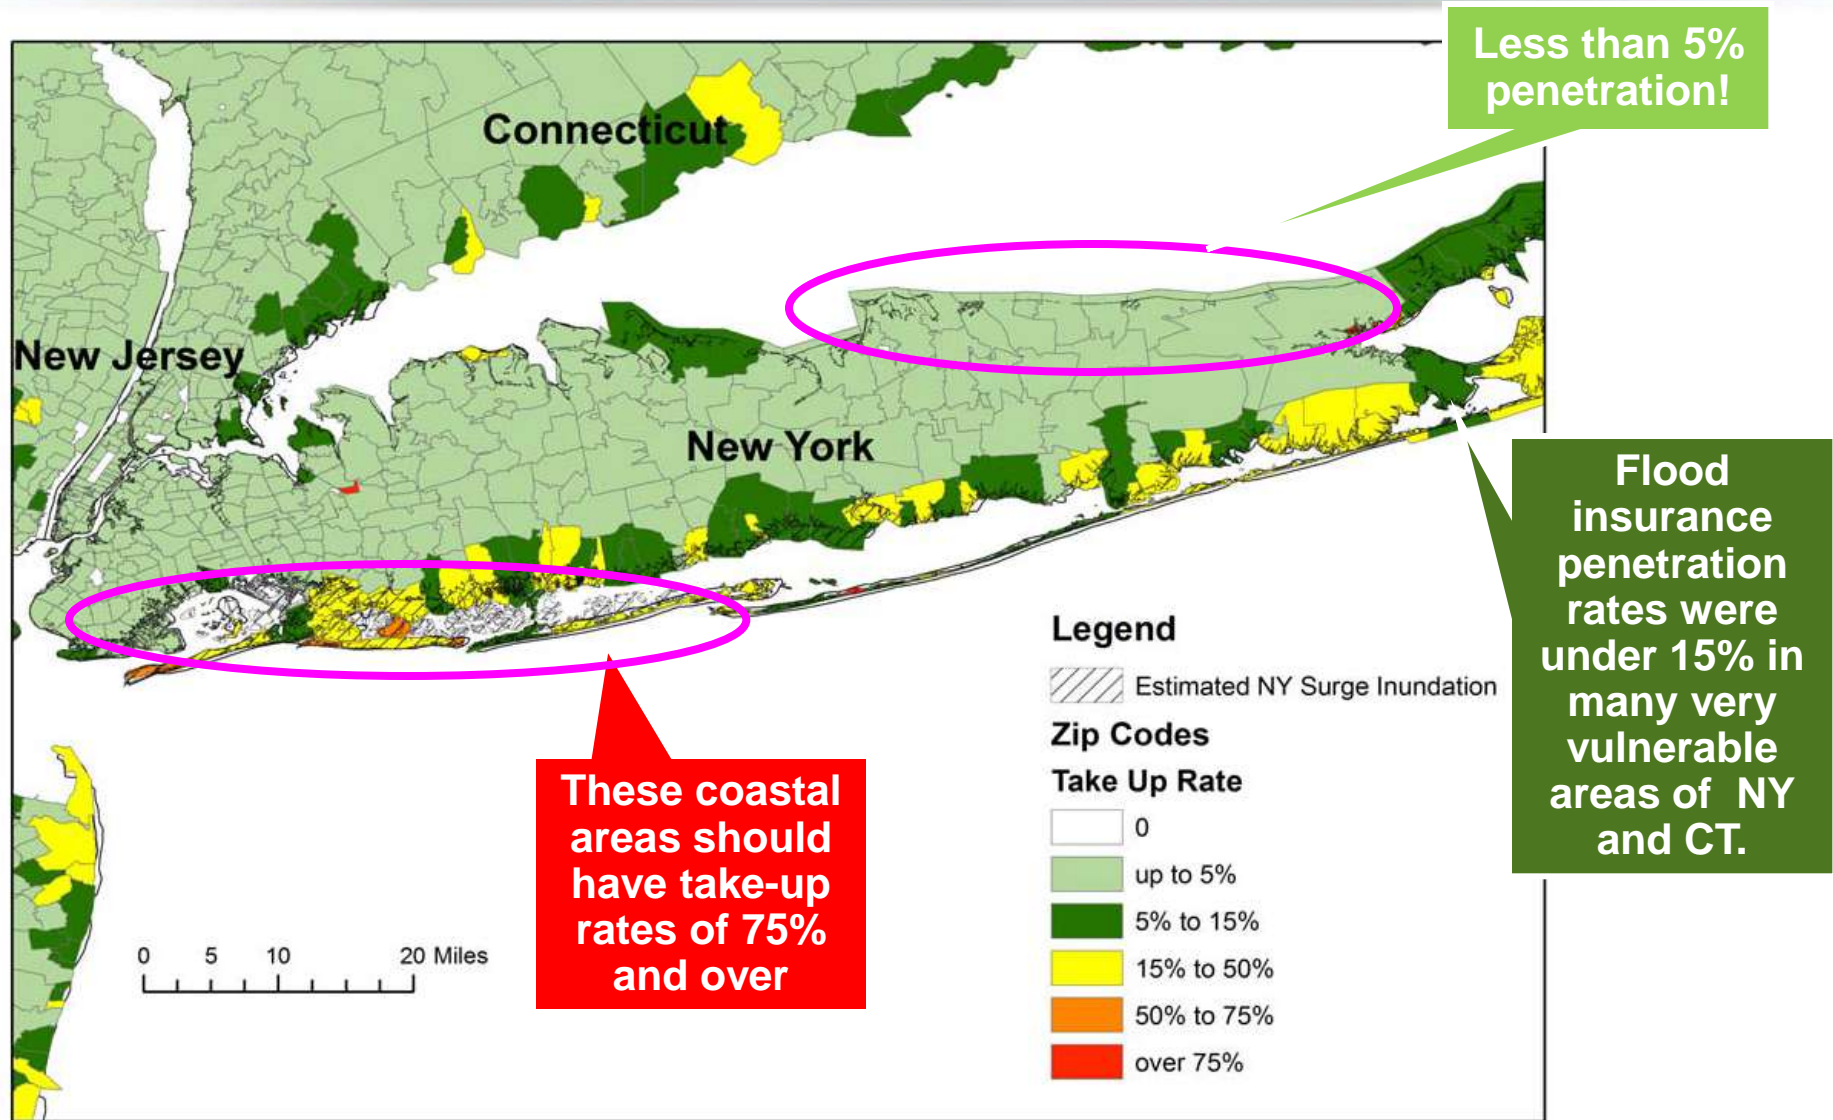 Less than 5%
penetration!
Connecticut
New Jersey
New York
Flood
insurance
penetration
rates were
under 15% in
many very
vulnerable
areas of NY
and CT.
These coastal
areas should
have take-up
rates of 75%
and over
Legend
Estimated NY Surge Inundation
Zip Codes
Take Up Rate
0
up to 5%
5% to 15%
15% to 50%
50% to 75%
over 75%
0 5 10 20 Miles